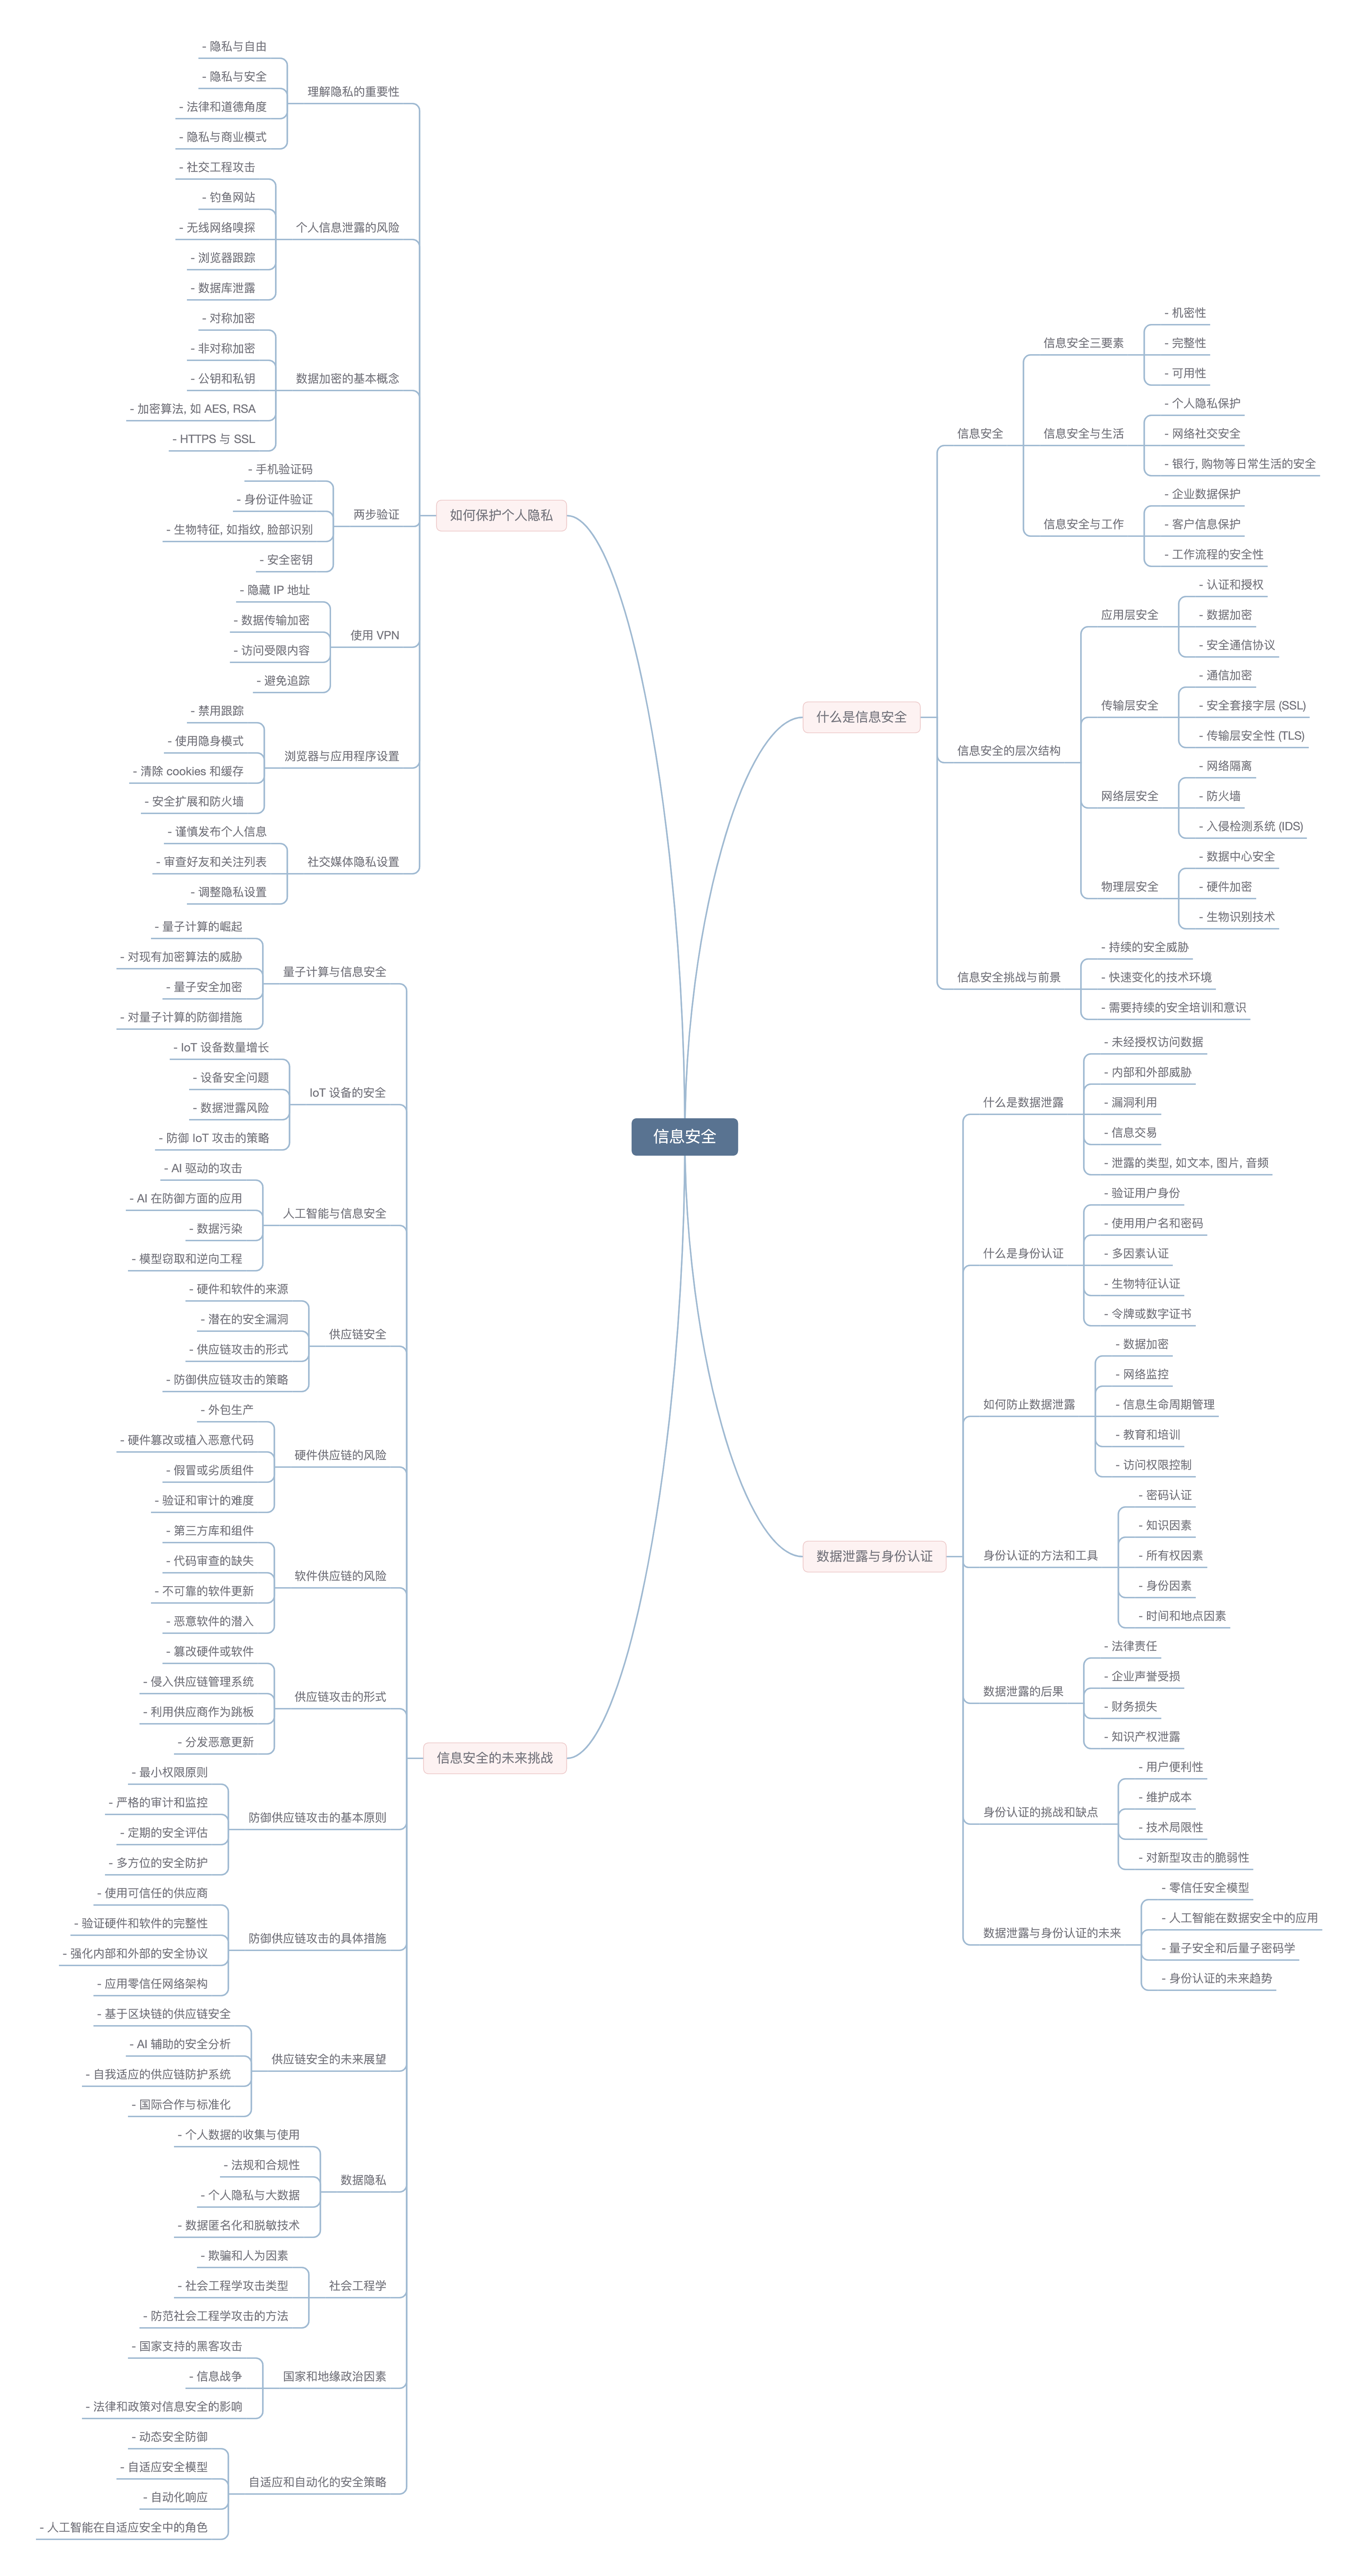 信息安全
什么是信息安全
信息安全
信息安全三要素
- 机密性
- 完整性
- 可用性
信息安全与生活
- 个人隐私保护
- 网络社交安全
- 银行, 购物等日常生活的安全
信息安全与工作
- 企业数据保护
- 客户信息保护
- 工作流程的安全性
信息安全的层次结构
应用层安全
- 认证和授权
- 数据加密
- 安全通信协议
传输层安全
- 通信加密
- 安全套接字层 (SSL)
- 传输层安全性 (TLS)
网络层安全
- 网络隔离
- 防火墙
- 入侵检测系统 (IDS)
物理层安全
- 数据中心安全
- 硬件加密
- 生物识别技术
信息安全挑战与前景
- 持续的安全威胁
- 快速变化的技术环境
- 需要持续的安全培训和意识
数据泄露与身份认证
什么是数据泄露
- 未经授权访问数据
- 内部和外部威胁
- 漏洞利用
- 信息交易
- 泄露的类型, 如文本, 图片, 音频
什么是身份认证
- 验证用户身份
- 使用用户名和密码
- 多因素认证
- 生物特征认证
- 令牌或数字证书
如何防止数据泄露
- 数据加密
- 网络监控
- 信息生命周期管理
- 教育和培训
- 访问权限控制
身份认证的方法和工具
- 密码认证
- 知识因素
- 所有权因素
- 身份因素
- 时间和地点因素
数据泄露的后果
- 法律责任
- 企业声誉受损
- 财务损失
- 知识产权泄露
身份认证的挑战和缺点
- 用户便利性
- 维护成本
- 技术局限性
- 对新型攻击的脆弱性
数据泄露与身份认证的未来
- 零信任安全模型
- 人工智能在数据安全中的应用
- 量子安全和后量子密码学
- 身份认证的未来趋势
如何保护个人隐私
理解隐私的重要性
- 隐私与自由
- 隐私与安全
- 法律和道德角度
- 隐私与商业模式
个人信息泄露的风险
- 社交工程攻击
- 钓鱼网站
- 无线网络嗅探
- 浏览器跟踪
- 数据库泄露
数据加密的基本概念
- 对称加密
- 非对称加密
- 公钥和私钥
- 加密算法, 如 AES, RSA
- HTTPS 与 SSL
两步验证
- 手机验证码
- 身份证件验证
- 生物特征, 如指纹, 脸部识别
- 安全密钥
使用 VPN
- 隐藏 IP 地址
- 数据传输加密
- 访问受限内容
- 避免追踪
浏览器与应用程序设置
- 禁用跟踪
- 使用隐身模式
- 清除 cookies 和缓存
- 安全扩展和防火墙
社交媒体隐私设置
- 谨慎发布个人信息
- 审查好友和关注列表
- 调整隐私设置
信息安全的未来挑战
量子计算与信息安全
- 量子计算的崛起
- 对现有加密算法的威胁
- 量子安全加密
- 对量子计算的防御措施
IoT 设备的安全
- IoT 设备数量增长
- 设备安全问题
- 数据泄露风险
- 防御 IoT 攻击的策略
人工智能与信息安全
- AI 驱动的攻击
- AI 在防御方面的应用
- 数据污染
- 模型窃取和逆向工程
供应链安全
- 硬件和软件的来源
- 潜在的安全漏洞
- 供应链攻击的形式
- 防御供应链攻击的策略
硬件供应链的风险
- 外包生产
- 硬件篡改或植入恶意代码
- 假冒或劣质组件
- 验证和审计的难度
软件供应链的风险
- 第三方库和组件
- 代码审查的缺失
- 不可靠的软件更新
- 恶意软件的潜入
供应链攻击的形式
- 篡改硬件或软件
- 侵入供应链管理系统
- 利用供应商作为跳板
- 分发恶意更新
防御供应链攻击的基本原则
- 最小权限原则
- 严格的审计和监控
- 定期的安全评估
- 多方位的安全防护
防御供应链攻击的具体措施
- 使用可信任的供应商
- 验证硬件和软件的完整性
- 强化内部和外部的安全协议
- 应用零信任网络架构
供应链安全的未来展望
- 基于区块链的供应链安全
- AI 辅助的安全分析
- 自我适应的供应链防护系统
- 国际合作与标准化
数据隐私
- 个人数据的收集与使用
- 法规和合规性
- 个人隐私与大数据
- 数据匿名化和脱敏技术
社会工程学
- 欺骗和人为因素
- 社会工程学攻击类型
- 防范社会工程学攻击的方法
国家和地缘政治因素
- 国家支持的黑客攻击
- 信息战争
- 法律和政策对信息安全的影响
自适应和自动化的安全策略
- 动态安全防御
- 自适应安全模型
- 自动化响应
- 人工智能在自适应安全中的角色